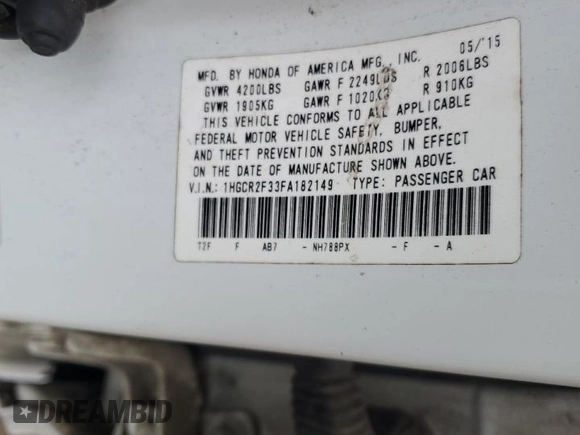 MFD. BY HONDA OF AMERICA MFG., INC. 05/'15
GVWR 4200LBS GAWR F 2249LBS R 2006LBS
GVWR 1905KG GAWR F 1020KG R 910KG
THIS VEHICLE CONFORMS TO ALL APPLICABLE
FEDERAL MOTOR VEHICLE SAFETY, BUMPER,
AND THEFT PREVENTION STANDARDS IN EFFECT
ON THE DATE OF MANUFACTURE SHOWN ABOVE.
V.I.N.: 1HGCR2F33FA182149 TYPE: PASSENGER CAR
T2F F AB7 - NH788PX - F - A
DREAMBID